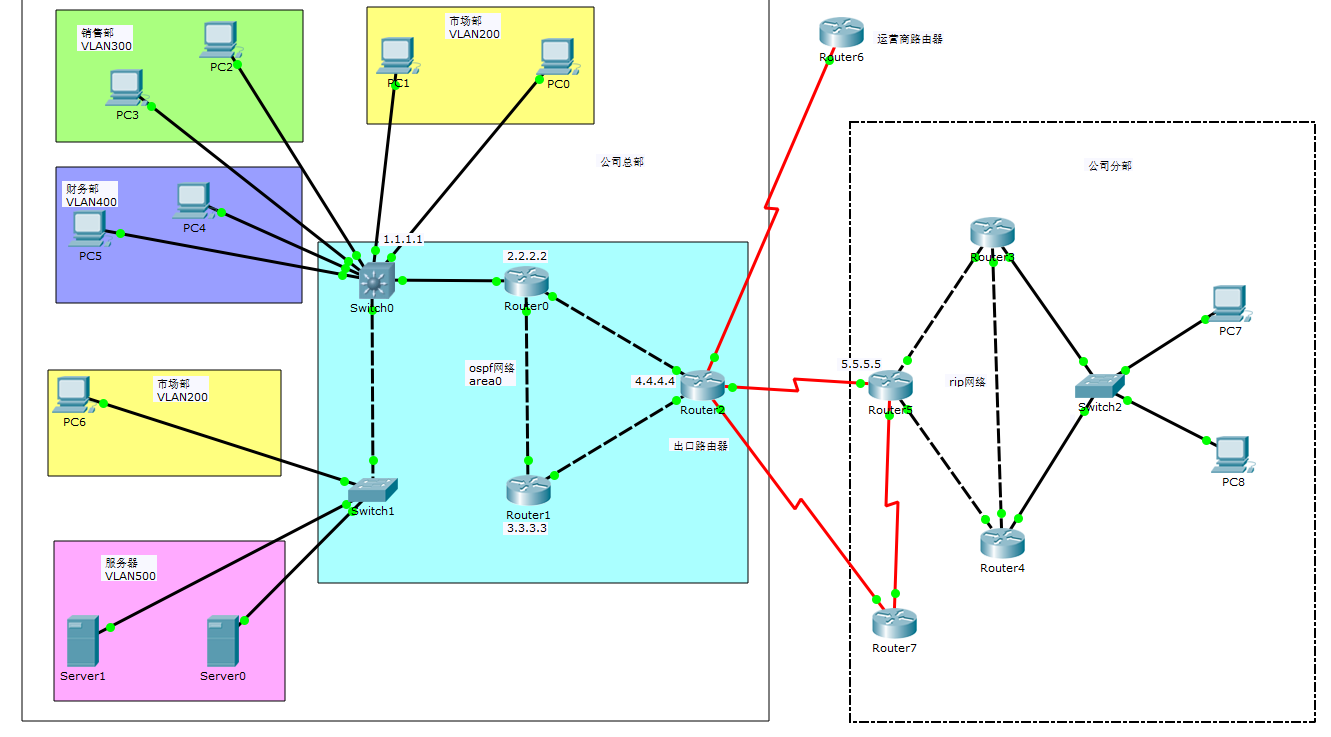 销售部
VLAN300
PC2
PC3
市场部
VLAN200
PC1
PC0
Router6
运营商路由器
公司总部
公司分部
财务部
VLAN400
PC4
PC5
1.1.1.1
Switch0
2.2.2.2
Router0
ospf网络
area0
4.4.4.4
Router2
出口路由器
5.5.5.5
Router5
rip网络
Router3
Switch2
PC7
PC8
Router4
Router7
市场部
VLAN200
PC6
Switch1
Router1
3.3.3.3
服务器
VLAN500
Server1
Server0